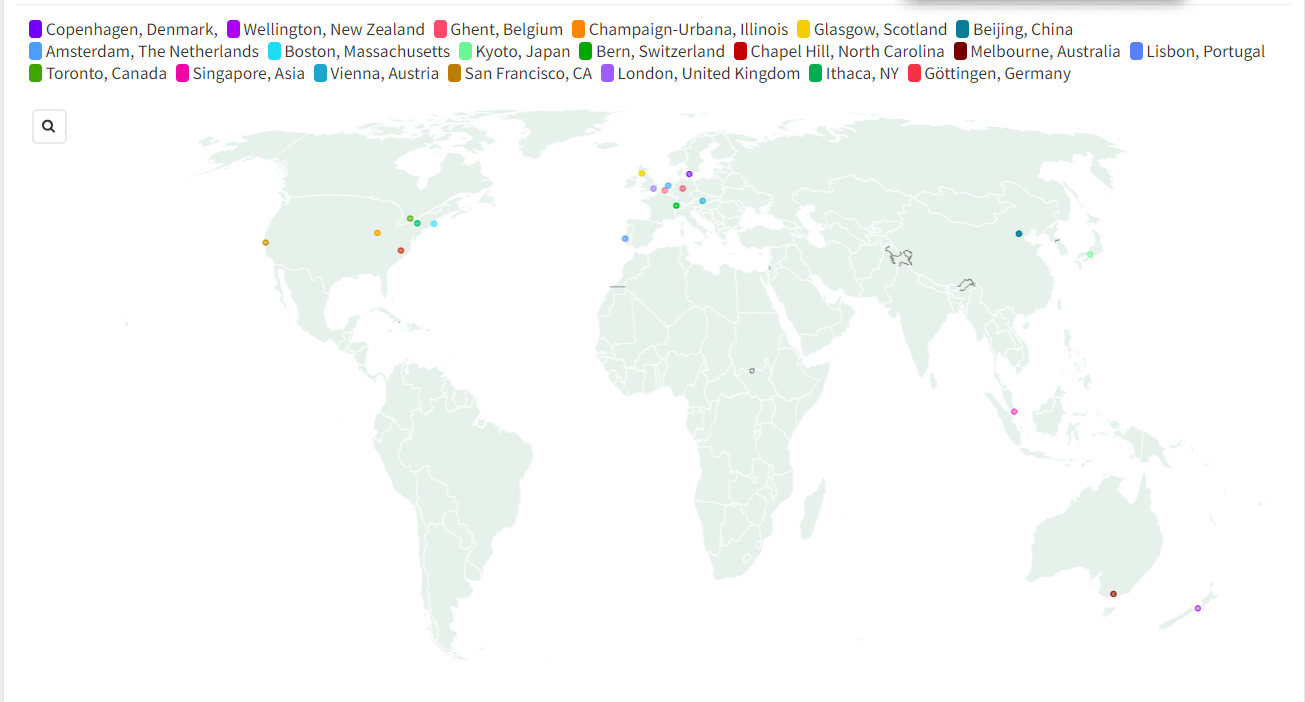 Copenhagen, Denmark, Wellington, New Zealand Ghent, Belgium Champaign-Urbana, Illinois Glasgow, Scotland Beijing, China
Amsterdam, The Netherlands Boston, Massachusetts Kyoto, Japan Bern, Switzerland Chapel Hill, North Carolina Melbourne, Australia Lisbon, Portugal
Toronto, Canada Singapore, Asia Vienna, Austria San Francisco, CA London, United Kingdom Ithaca, NY Göttingen, Germany